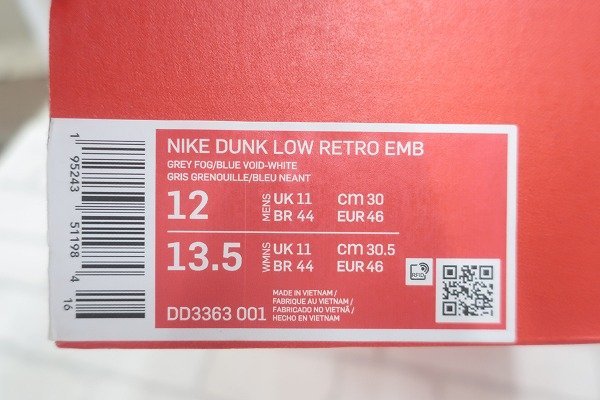 NIKE DUNK LOW RETRO EMB
GREY FOG/BLUE VOID-WHITE
GRIS GRENOUILLE/BLEU NEANT
12 MENS UK 11 CM 30
BR 44 EUR 46
13.5 WMNS UK 11 CM 30.5
BR 44 EUR 46
RFID
DD3363 001
MADE IN VIETNAM /
FABRIQUE AU VIETNAM /
FABRICADO NO VIETNÃ /
HECHO EN VIETNAM
1 95243 51198 4 16